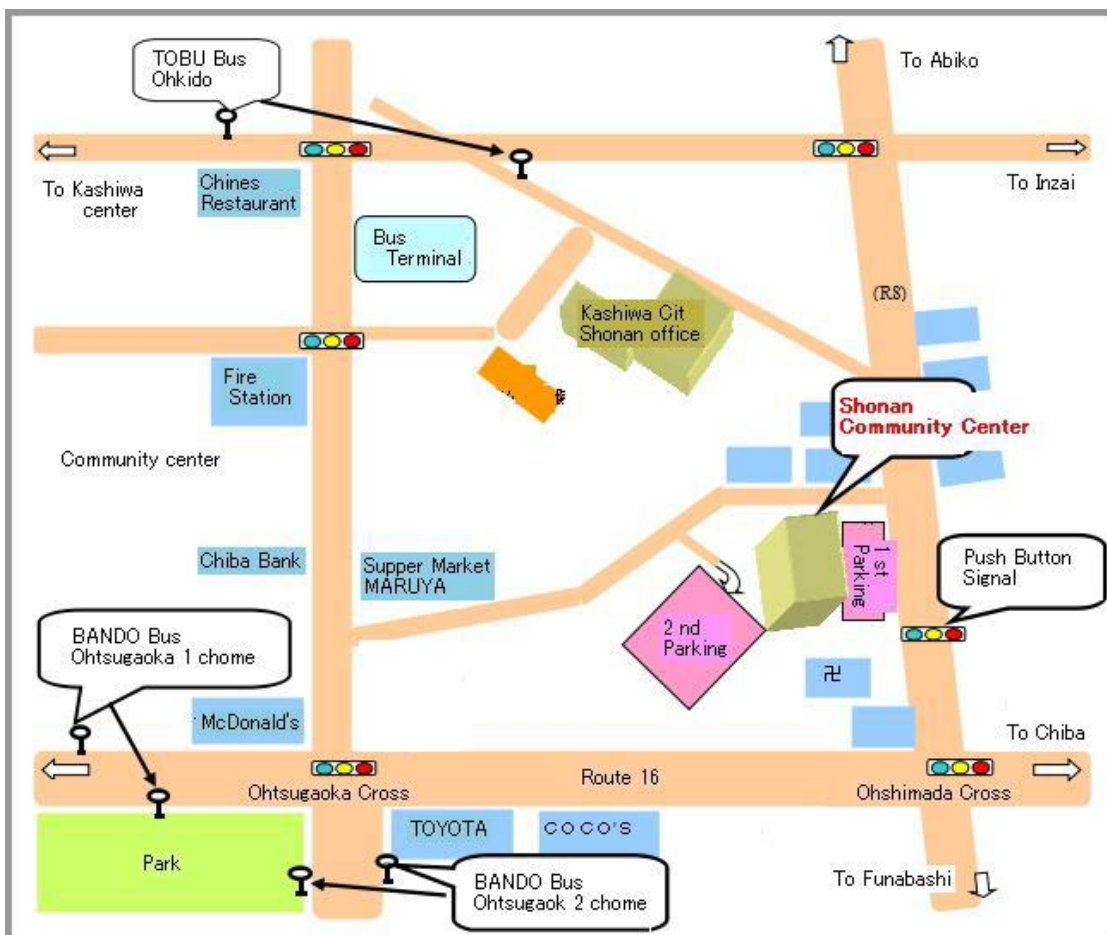 TOBU Bus
Ohkido
To Abiko
To Kashiwa
center
Chines
Restaurant
To Inzai
Bus
Terminal
(R8)
Kashiwa Cit
Shonan office
Fire
Station
Shonan
Community Center
Community center
Chiba Bank
Supper Market
MARUYA
1 st
Parking
Push Button
Signal
BANDO Bus
Ohtsugaoka 1 chome
2 nd
Parking
卍
McDonald's
To Chiba
Route 16
Ohtsugaoka Cross
Ohshimada Cross
TOYOTA
COCO'S
Park
BANDO Bus
Ohtsugaok 2 chome
To Funabashi